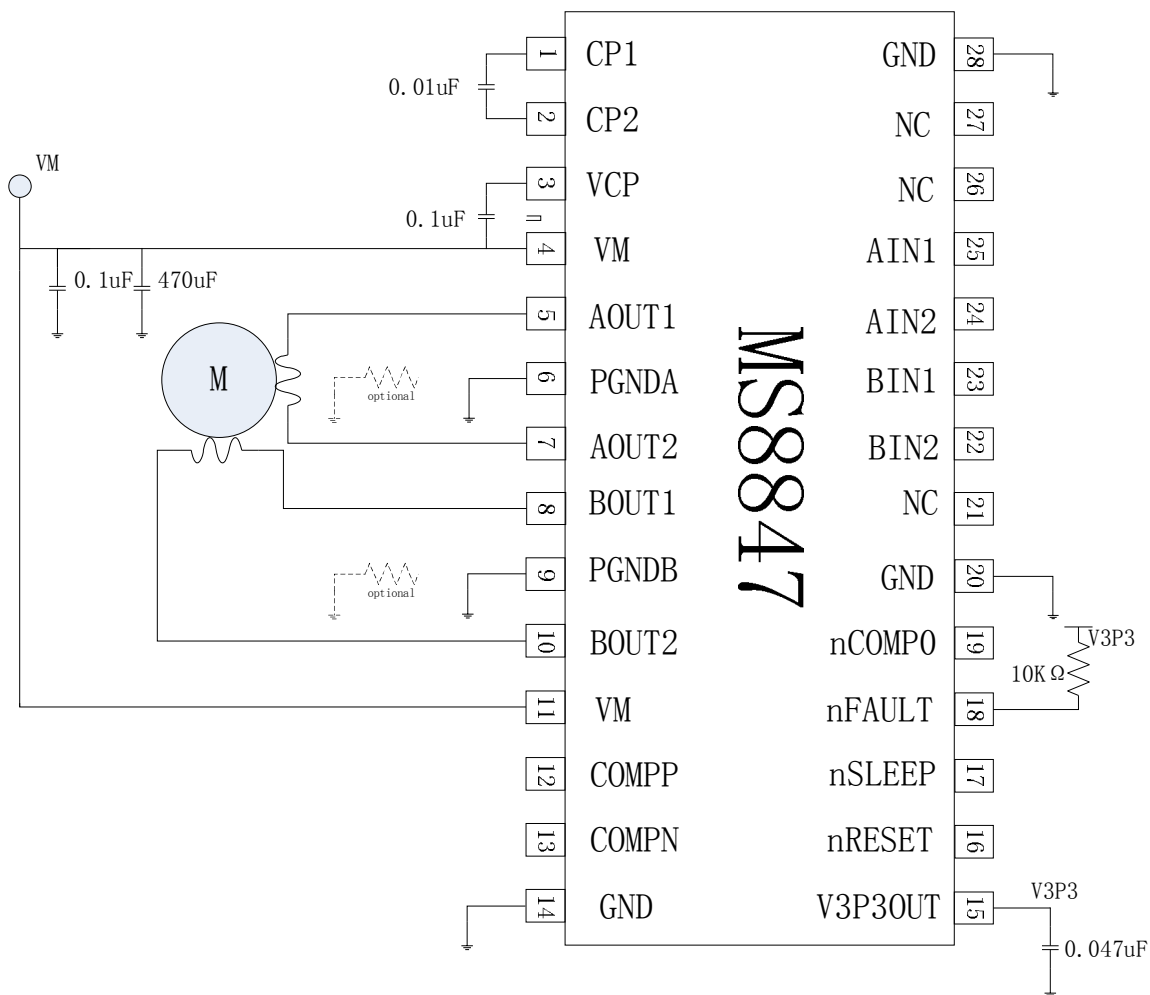 1 CP1
0.01uF
2 CP2
VM
3 VCP
0.1uF
4 VM
0.1uF 470uF
5 AOUT1
M
optional
6 PGNDA
7 AOUT2
8 BOUT1
optional
9 PGNDB
10 BOUT2
11 VM
12 COMPP
13 COMPN
14 GND
MS8847
GND 28
NC 27
NC 26
AIN1 25
AIN2 24
BIN1 23
BIN2 22
NC 21
GND 20
nCOMPO 19
V3P3
10KΩ
nFAULT 18
nSLEEP 17
nRESET 16
V3P3OUT 15
V3P3
0.047uF